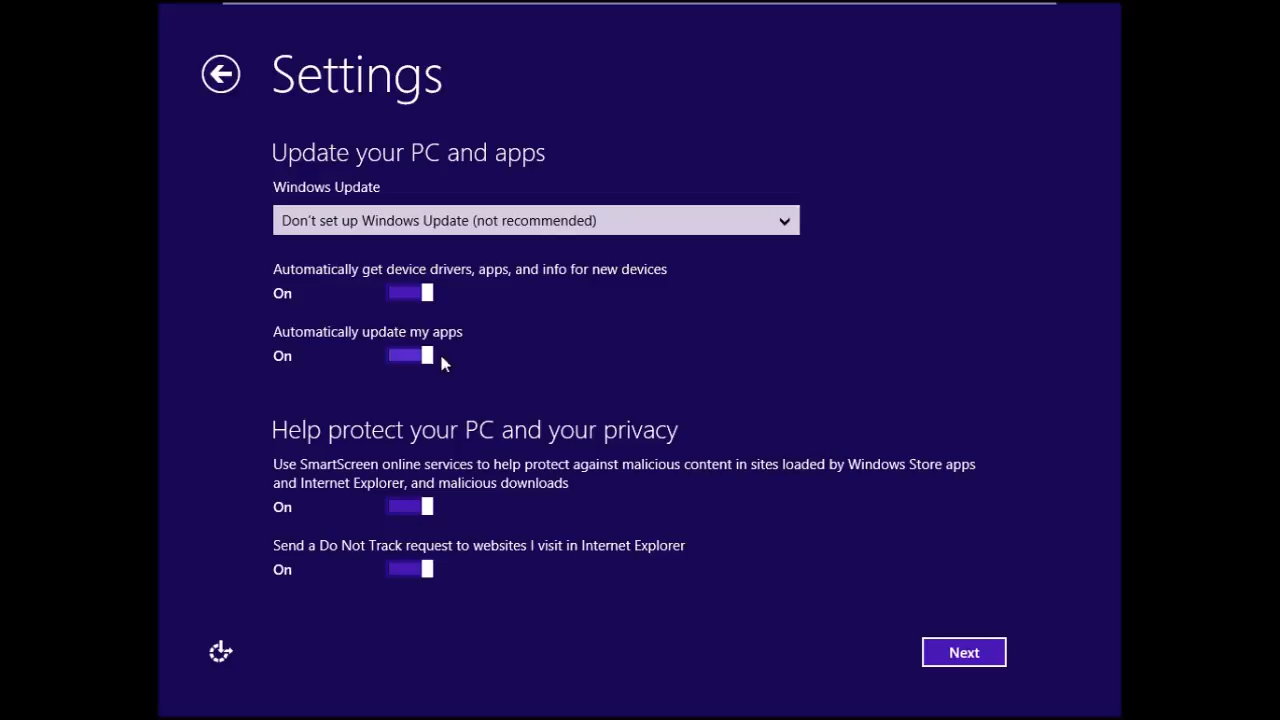 Settings
Update your PC and apps
Windows Update
Don't set up Windows Update (not recommended)
Automatically get device drivers, apps, and info for new devices
On
Automatically update my apps
On
Help protect your PC and your privacy
Use SmartScreen online services to help protect against malicious content in sites loaded by Windows Store apps
and Internet Explorer, and malicious downloads
On
Send a Do Not Track request to websites I visit in Internet Explorer
On
Next